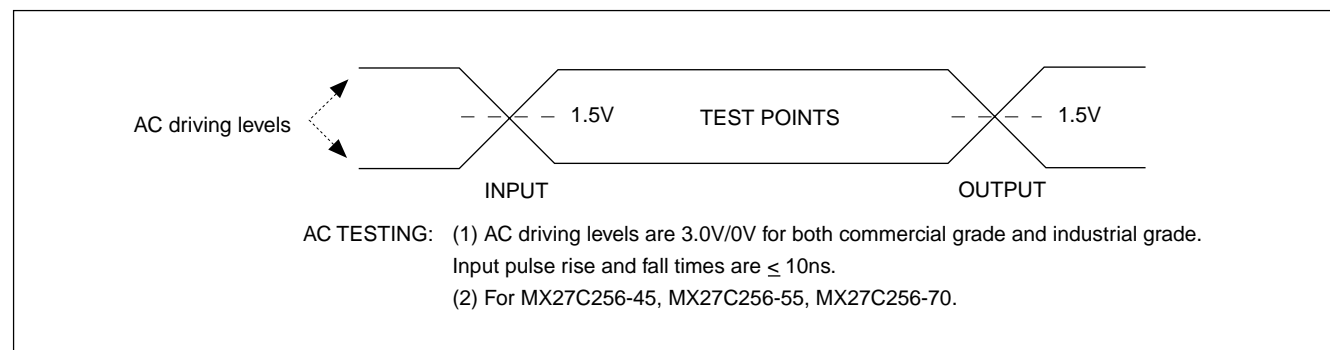 AC driving levels
1.5V
TEST POINTS
1.5V
INPUT
OUTPUT
AC TESTING: (1) AC driving levels are 3.0V/0V for both commercial grade and industrial grade.
Input pulse rise and fall times are ≤ 10ns.
(2) For MX27C256-45, MX27C256-55, MX27C256-70.